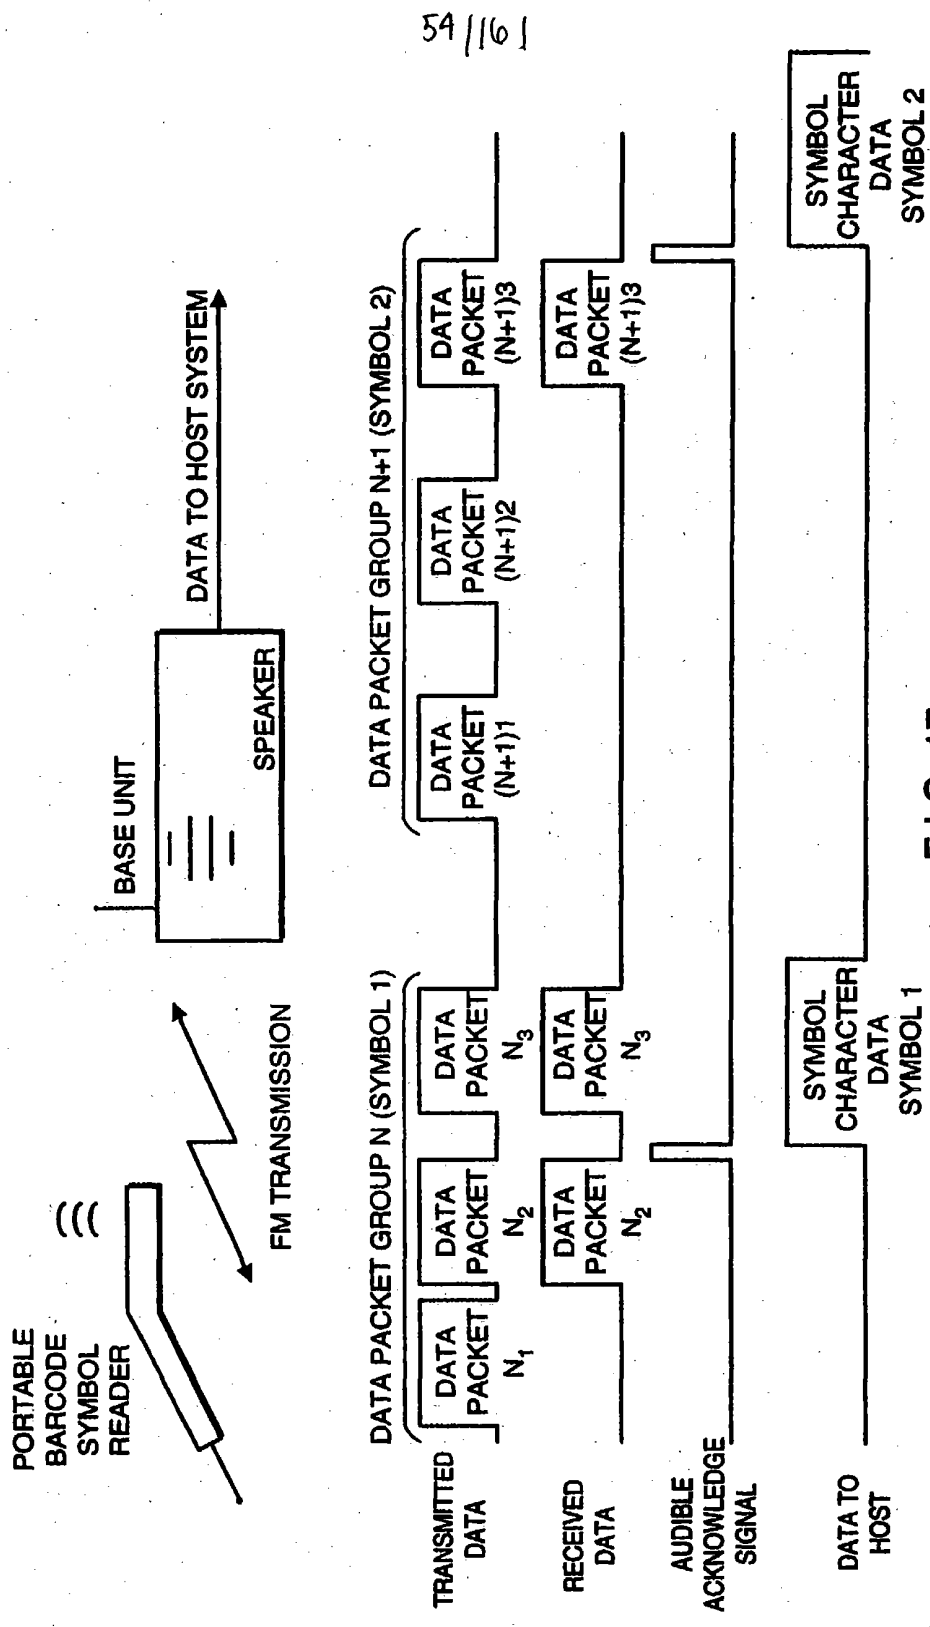 54/161
PORTABLE
BARCODE
SYMBOL
READER
FM TRANSMISSION
BASE UNIT
SPEAKER
DATA TO HOST SYSTEM
DATA PACKET GROUP N (SYMBOL 1)
DATA PACKET GROUP N+1 (SYMBOL 2)
TRANSMITTED
DATA
DATA
PACKET
N₁
DATA
PACKET
N₂
DATA
PACKET
N₃
DATA
PACKET
(N+1)1
DATA
PACKET
(N+1)2
DATA
PACKET
(N+1)3
RECEIVED
DATA
DATA
PACKET
N₂
DATA
PACKET
N₃
DATA
PACKET
(N+1)3
AUDIBLE
ACKNOWLEDGE
SIGNAL
DATA TO
HOST
SYMBOL
CHARACTER
DATA
SYMBOL 1
SYMBOL
CHARACTER
DATA
SYMBOL 2